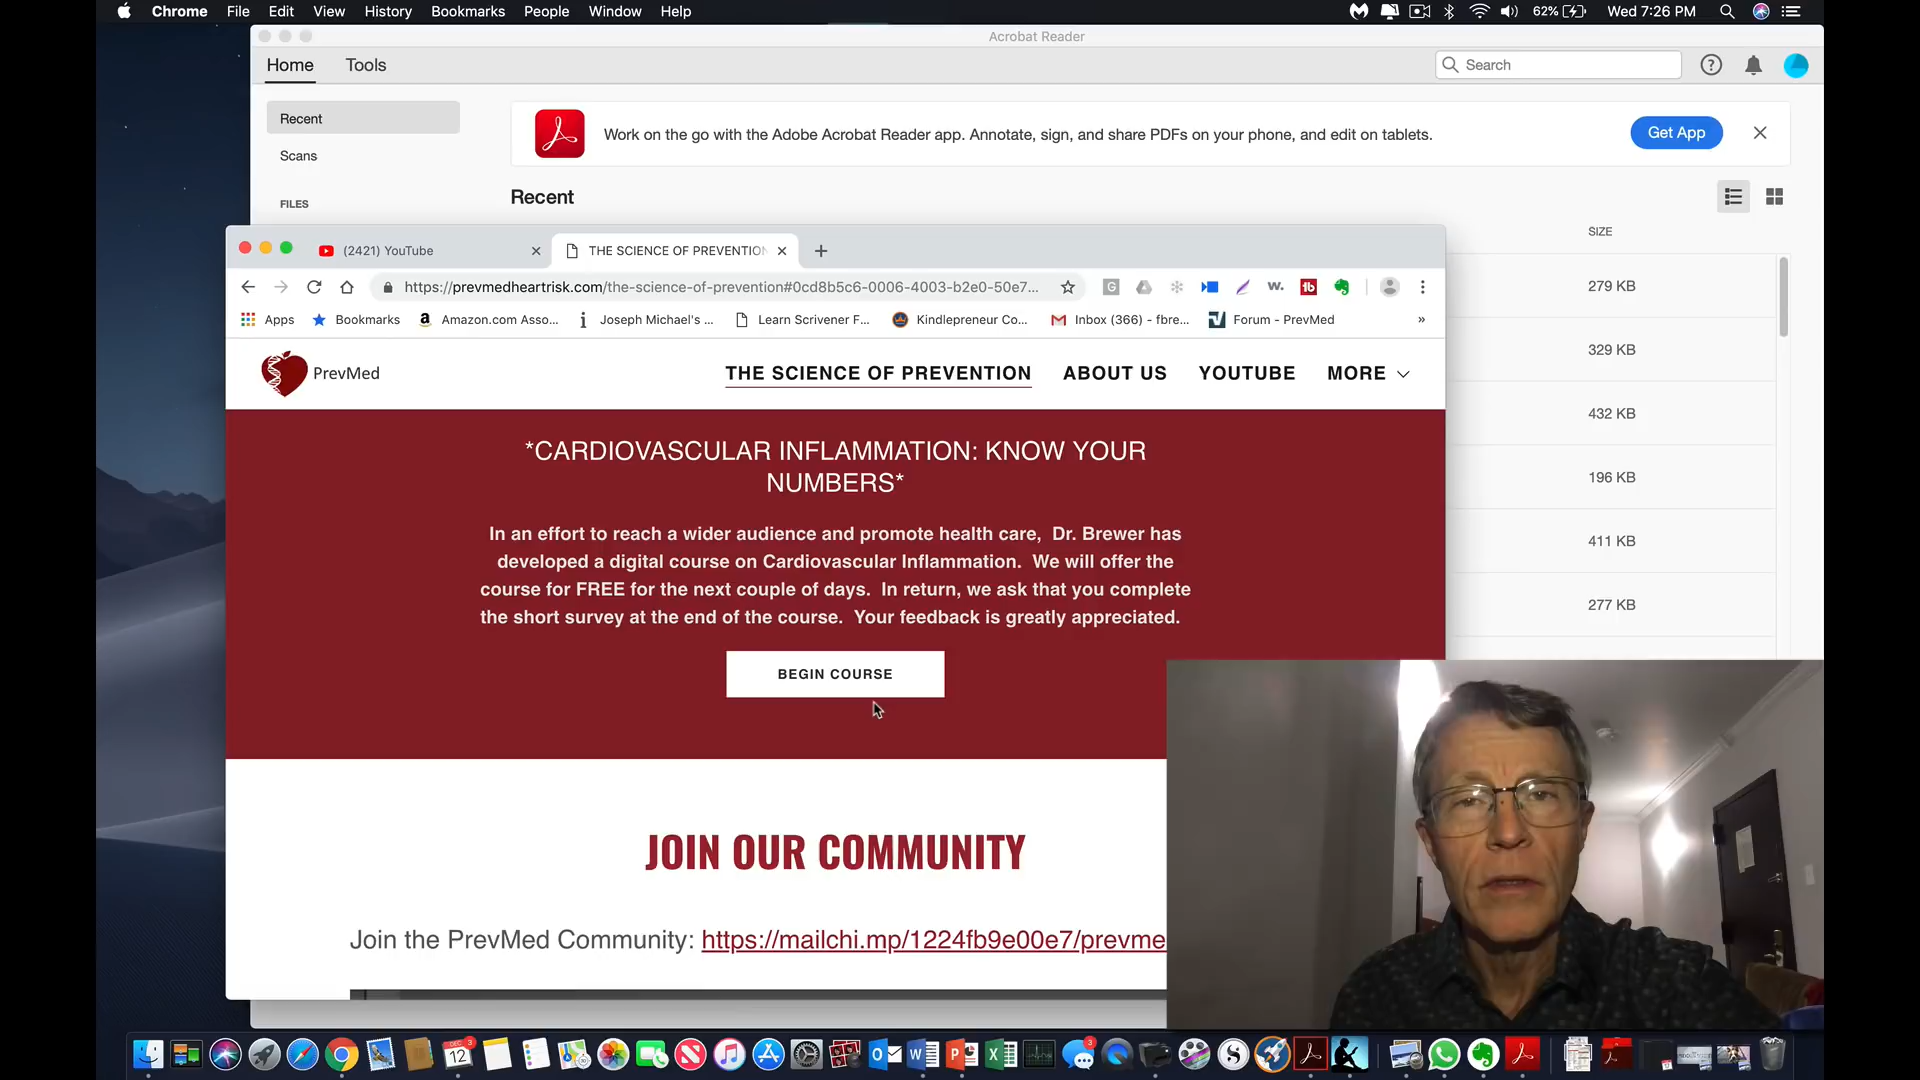 Chrome File Edit View History Bookmarks People Window Help 62% Wed 7:26 PM
Acrobat Reader
Home Tools Search
Recent
Scans
FILES
Work on the go with the Adobe Acrobat Reader app. Annotate, sign, and share PDFs on your phone, and edit on tablets. Get App
Recent
SIZE
279 KB
329 KB
432 KB
196 KB
411 KB
277 KB
(2421) YouTube THE SCIENCE OF PREVENTION
https://prevmedheartrisk.com/the-science-of-prevention#0cd8b5c6-0006-4003-b2e0-50e7...
Apps Bookmarks Amazon.com Asso... Joseph Michael's ... Learn Scrivener F... Kindlepreneur Co... Inbox (366) - fbre... Forum - PrevMed »
PrevMed THE SCIENCE OF PREVENTION ABOUT US YOUTUBE MORE
*CARDIOVASCULAR INFLAMMATION: KNOW YOUR
NUMBERS*
In an effort to reach a wider audience and promote health care, Dr. Brewer has
developed a digital course on Cardiovascular Inflammation. We will offer the
course for FREE for the next couple of days. In return, we ask that you complete
the short survey at the end of the course. Your feedback is greatly appreciated.
BEGIN COURSE
JOIN OUR COMMUNITY
Join the PrevMed Community: https://mailchi.mp/1224fb9e00e7/prevme
DEC
12
3
3